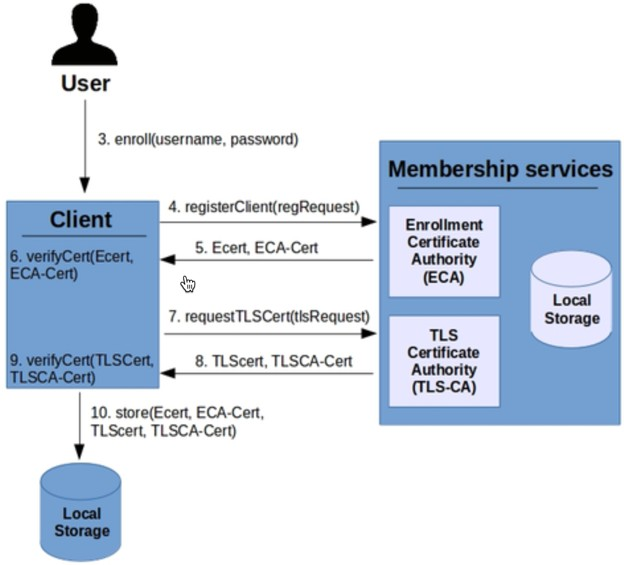 User
3. enroll(username, password)
Membership services
Client
4. registerClient(regRequest)
Enrollment
Certificate
Authority
(ECA)
5. Ecert, ECA-Cert
6. verifyCert(Ecert,
ECA-Cert)
Local
Storage
7. requestTLSCert(tlsRequest)
TLS
Certificate
Authority
(TLS-CA)
8. TLScert, TLSCA-Cert
9. verifyCert(TLSCert,
TLSCA-Cert)
10. store(Ecert, ECA-Cert,
TLScert, TLSCA-Cert)
Local
Storage